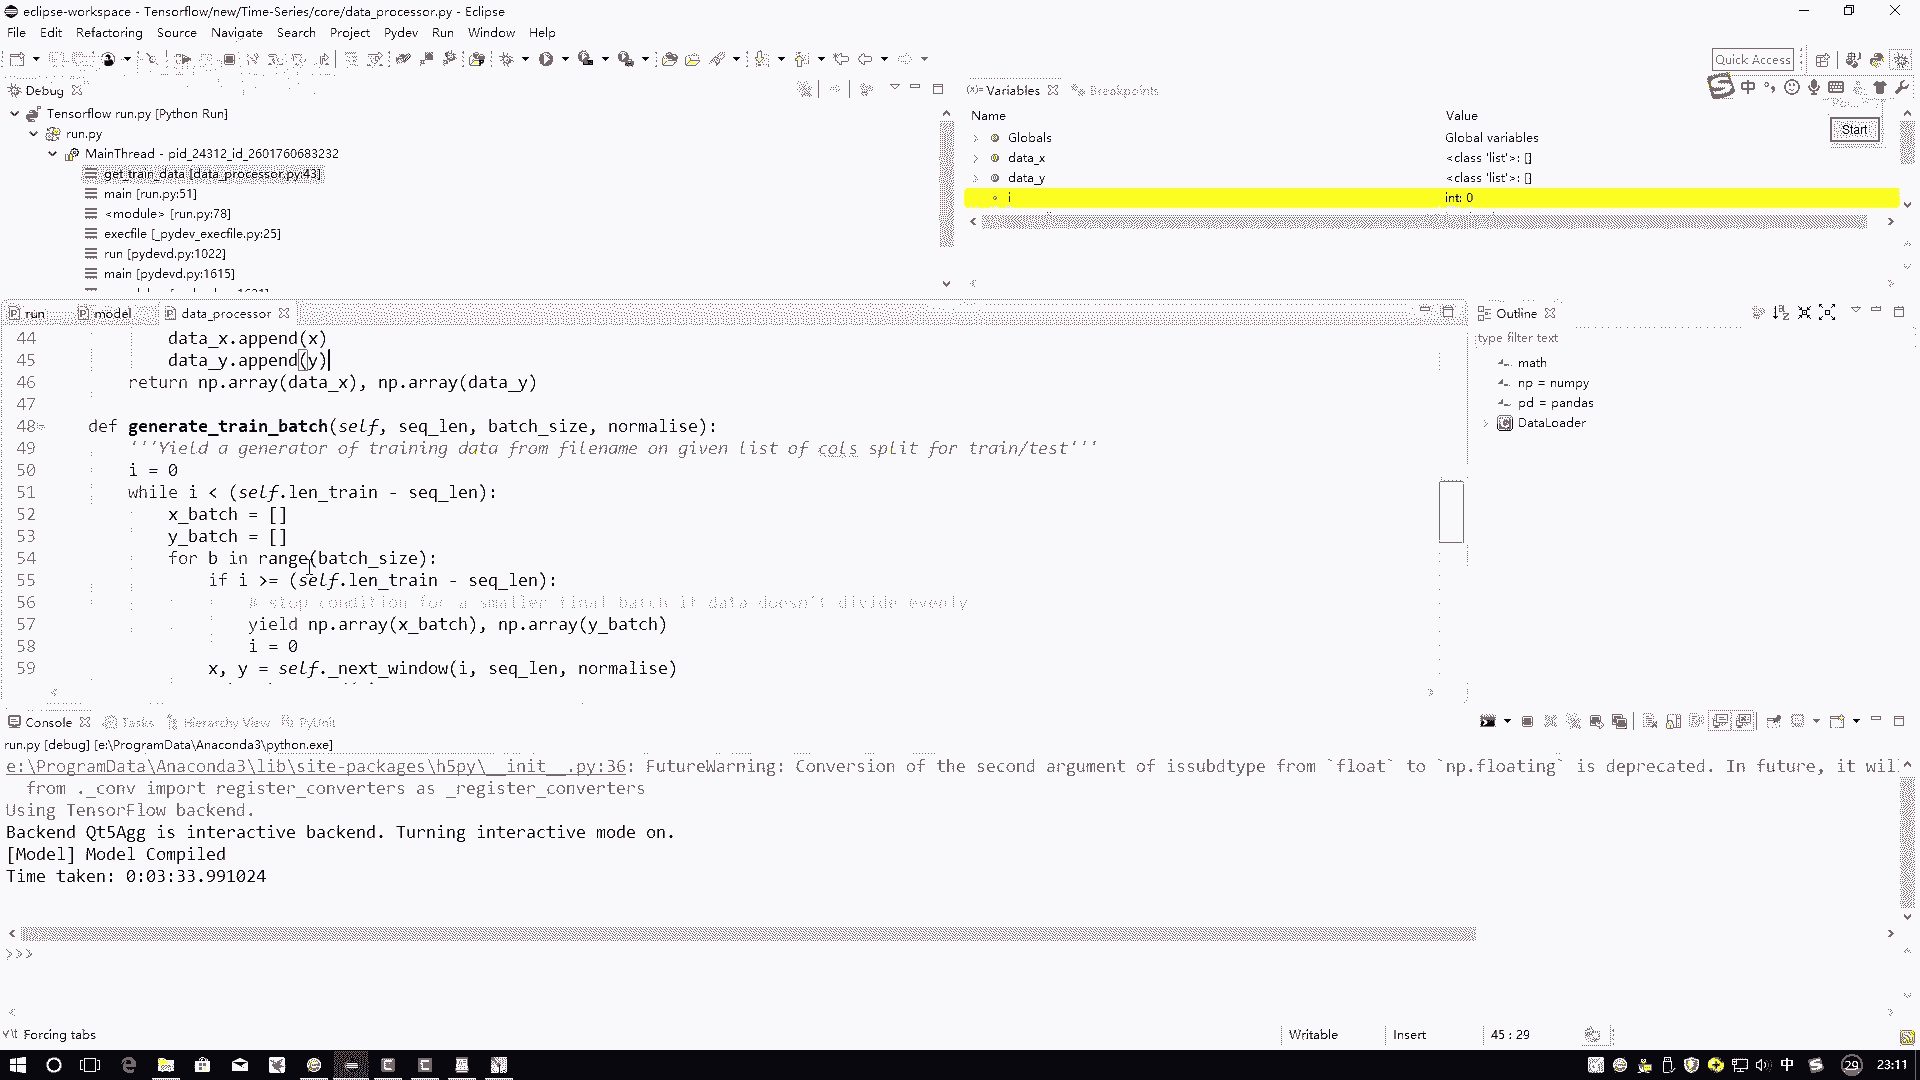 eclipse-workspace - Tensorflow/new/Time-Series/core/data_processor.py - Eclipse
File Edit Refactoring Source Navigate Search Project Pydev Run Window Help
Quick Access
Debug
Tensorflow run.py [Python Run]
run.py
MainThread - pid_24312_id_2601760683232
get_train_data [data_processor.py:43]
main [run.py:51]
<module> [run.py:78]
execfile [_pydev_execfile.py:25]
run [pydevd.py:1022]
main [pydevd.py:1615]
(x)= Variables Breakpoints
中
Name Value
Start
Globals Global variables
data_x <class 'list'>: []
data_y <class 'list'>: []
i int: 0
run model data_processor
44 data_x.append(x)
45 data_y.append(y)
46 return np.array(data_x), np.array(data_y)
47
48 def generate_train_batch(self, seq_len, batch_size, normalise):
49 '''Yield a generator of training data from filename on given list of cols split for train/test'''
50 i = 0
51 while i < (self.len_train - seq_len):
52 x_batch = []
53 y_batch = []
54 for b in range(batch_size):
55 if i >= (self.len_train - seq_len):
56 # stop condition for a smaller final batch if data doesn't divide evenly
57 yield np.array(x_batch), np.array(y_batch)
58 i = 0
59 x, y = self._next_window(i, seq_len, normalise)
Outline
type filter text
math
np = numpy
pd = pandas
DataLoader
Console Tasks Hierarchy View PyUnit
run.py [debug] [e:\ProgramData\Anaconda3\python.exe]
e:\ProgramData\Anaconda3\lib\site-packages\h5py\__init__.py:36: FutureWarning: Conversion of the second argument of issubdtype from `float` to `np.floating` is deprecated. In future, it wil
from ._conv import register_converters as _register_converters
Using TensorFlow backend.
Backend Qt5Agg is interactive backend. Turning interactive mode on.
[Model] Model Compiled
Time taken: 0:03:33.991024
>>>
Forcing tabs
Writable Insert 45 : 29
中 29 23:11